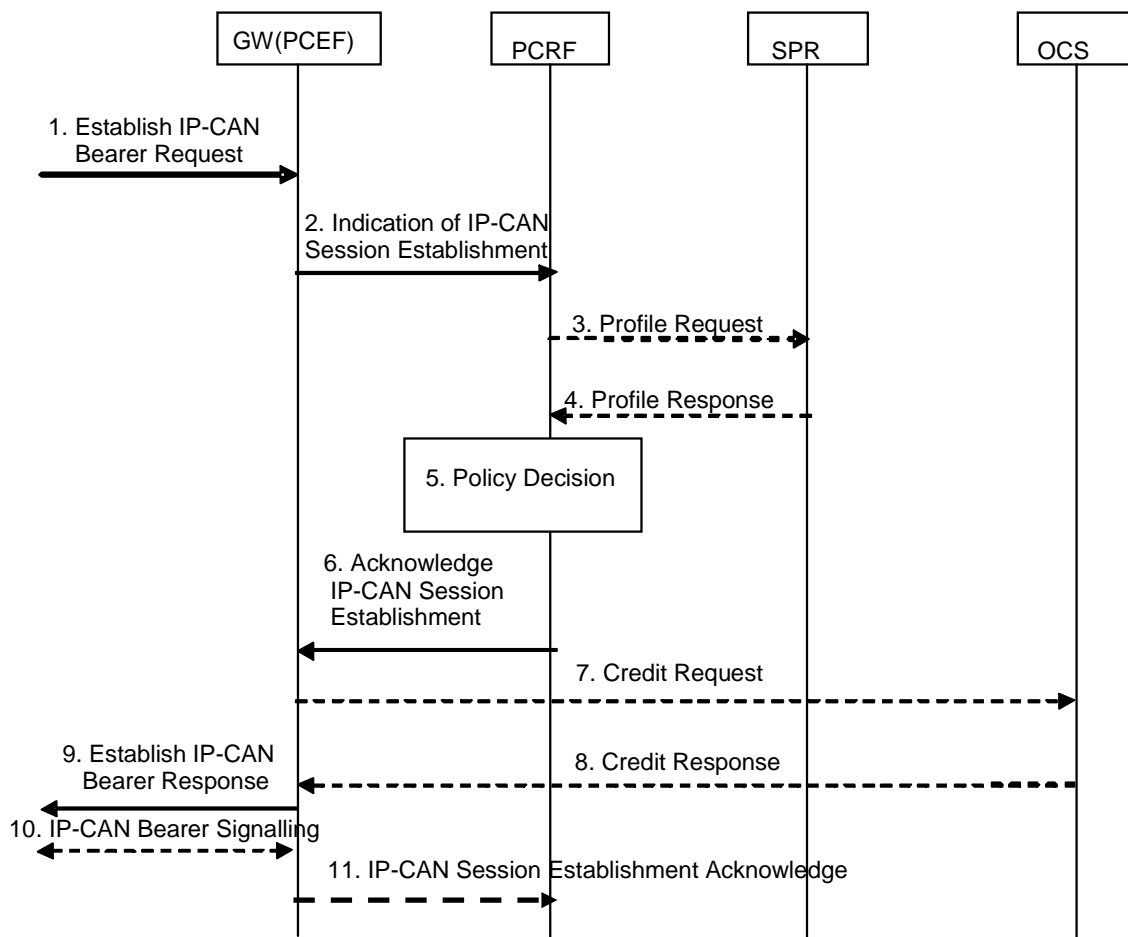 GW(PCEF)
PCRF
SPR
OCS
1. Establish IP-CAN
Bearer Request
2. Indication of IP-CAN
Session Establishment
3. Profile Request
4. Profile Response
5. Policy Decision
6. Acknowledge
IP-CAN Session
Establishment
7. Credit Request
9. Establish IP-CAN
Bearer Response
8. Credit Response
10. IP-CAN Bearer Signalling
11. IP-CAN Session Establishment Acknowledge